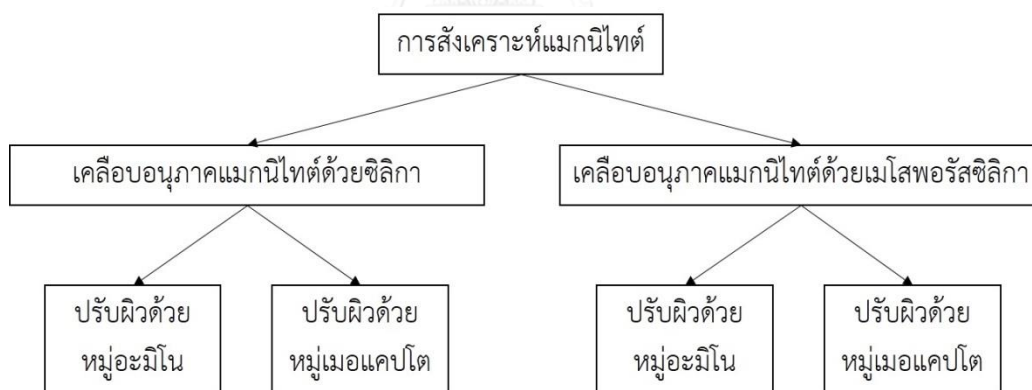 การสังเคราะห์แมกนิไทต์
เคลือบอนุภาคแมกนิไทต์ด้วยซิลิกา
เคลือบอนุภาคแมกนิไทต์ด้วยเมโสพอรัสซิลิกา
ปรับผิวด้วย
หมู่อะมิโน
ปรับผิวด้วย
หมู่เมอแคปโต
ปรับผิวด้วย
หมู่อะมิโน
ปรับผิวด้วย
หมู่เมอแคปโต